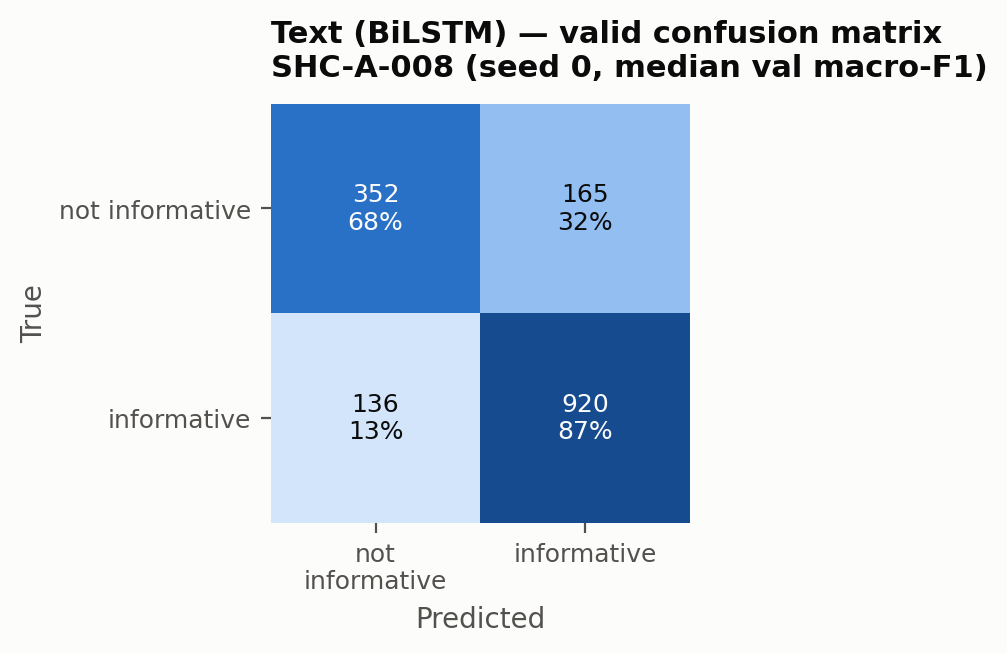 Text (BiLSTM) — valid confusion matrix
SHC-A-008 (seed 0, median val macro-F1)
True
not informative
352
68%
165
32%
informative
136
13%
920
87%
not
informative
informative
Predicted